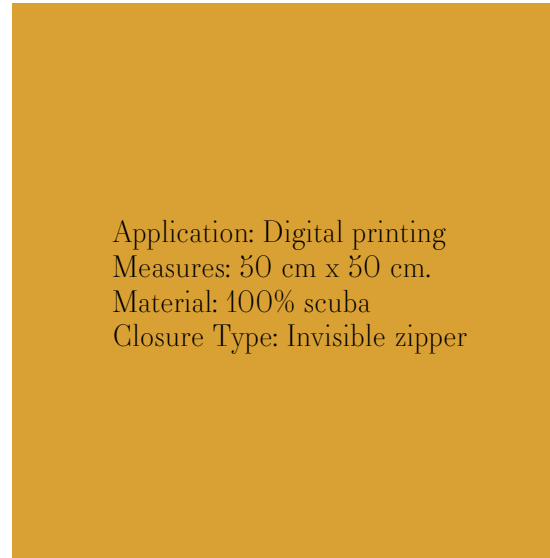 Application: Digital printing
Measures: 50 cm x 50 cm.
Material: 100% scuba
Closure Type: Invisible zipper